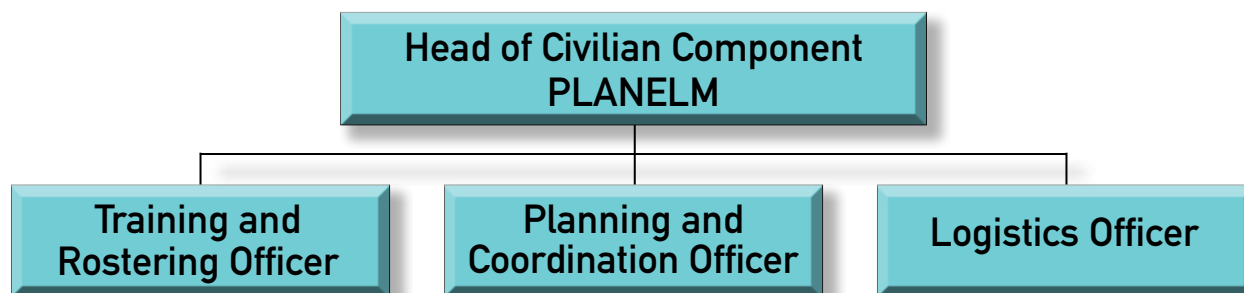 Head of Civilian Component
PLANELM
Training and
Rostering Officer
Planning and
Coordination Officer
Logistics Officer